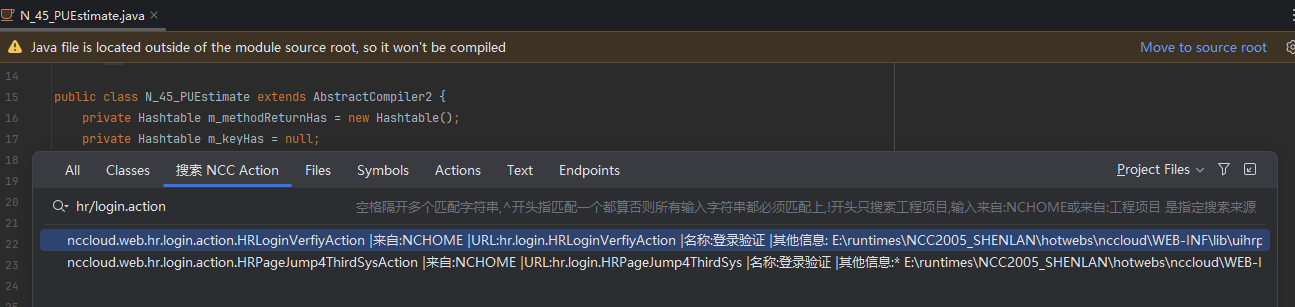 N_45_PUEstimate.java
Java file is located outside of the module source root, so it won't be compiled
Move to source root
14
15 public class N_45_PUEstimate extends AbstractCompiler2 {
16 private Hashtable m_methodReturnHas = new Hashtable();
17 private Hashtable m_keyHas = null;
18
All Classes 搜索 NCC Action Files Symbols Actions Text Endpoints Project Files
19
20 hr/login.action 空格隔开多个匹配字符串,^开头指匹配一个都算否则所有输入字符串都必须匹配上,!开头只搜索工程项目,输入来自:NCHOME或来自:工程项目 是指定搜索来源
21
22 nccloud.web.hr.login.action.HRLoginVerfiyAction |来自:NCHOME |URL:hr.login.HRLoginVerfiyAction |名称:登录验证 |其他信息: E:\runtimes\NCC2005_SHENLAN\hotwebs\nccloud\WEB-INF\lib\uihrp
23 nccloud.web.hr.login.action.HRPageJump4ThirdSysAction |来自:NCHOME |URL:hr.login.HRPageJump4ThirdSys |名称:登录验证 |其他信息:* E:\runtimes\NCC2005_SHENLAN\hotwebs\nccloud\WEB-I
24